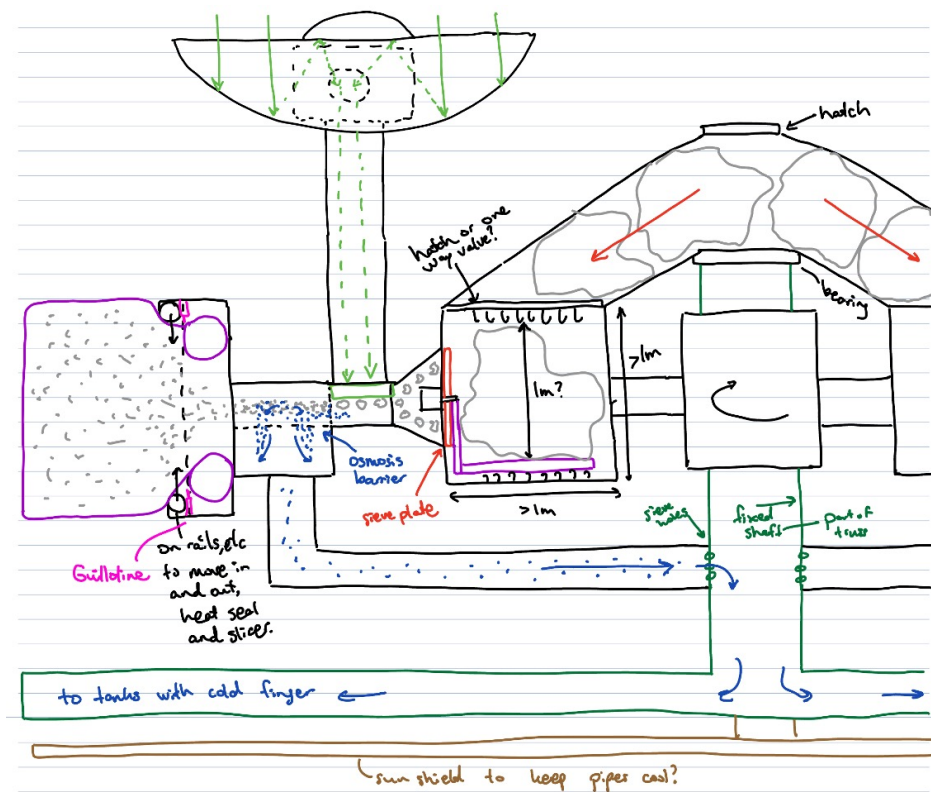 hatch
hatch or one
way valve?
bearing
>1m
1m?
osmosis
barrier
sieve plate
>1m
sieve holes
fixed
shaft
part of
truss
Guillotine
on rails, etc
to move in
and out,
heat seal
and slicer.
to tanks with cold finger
sun shield to keep pipes cool?